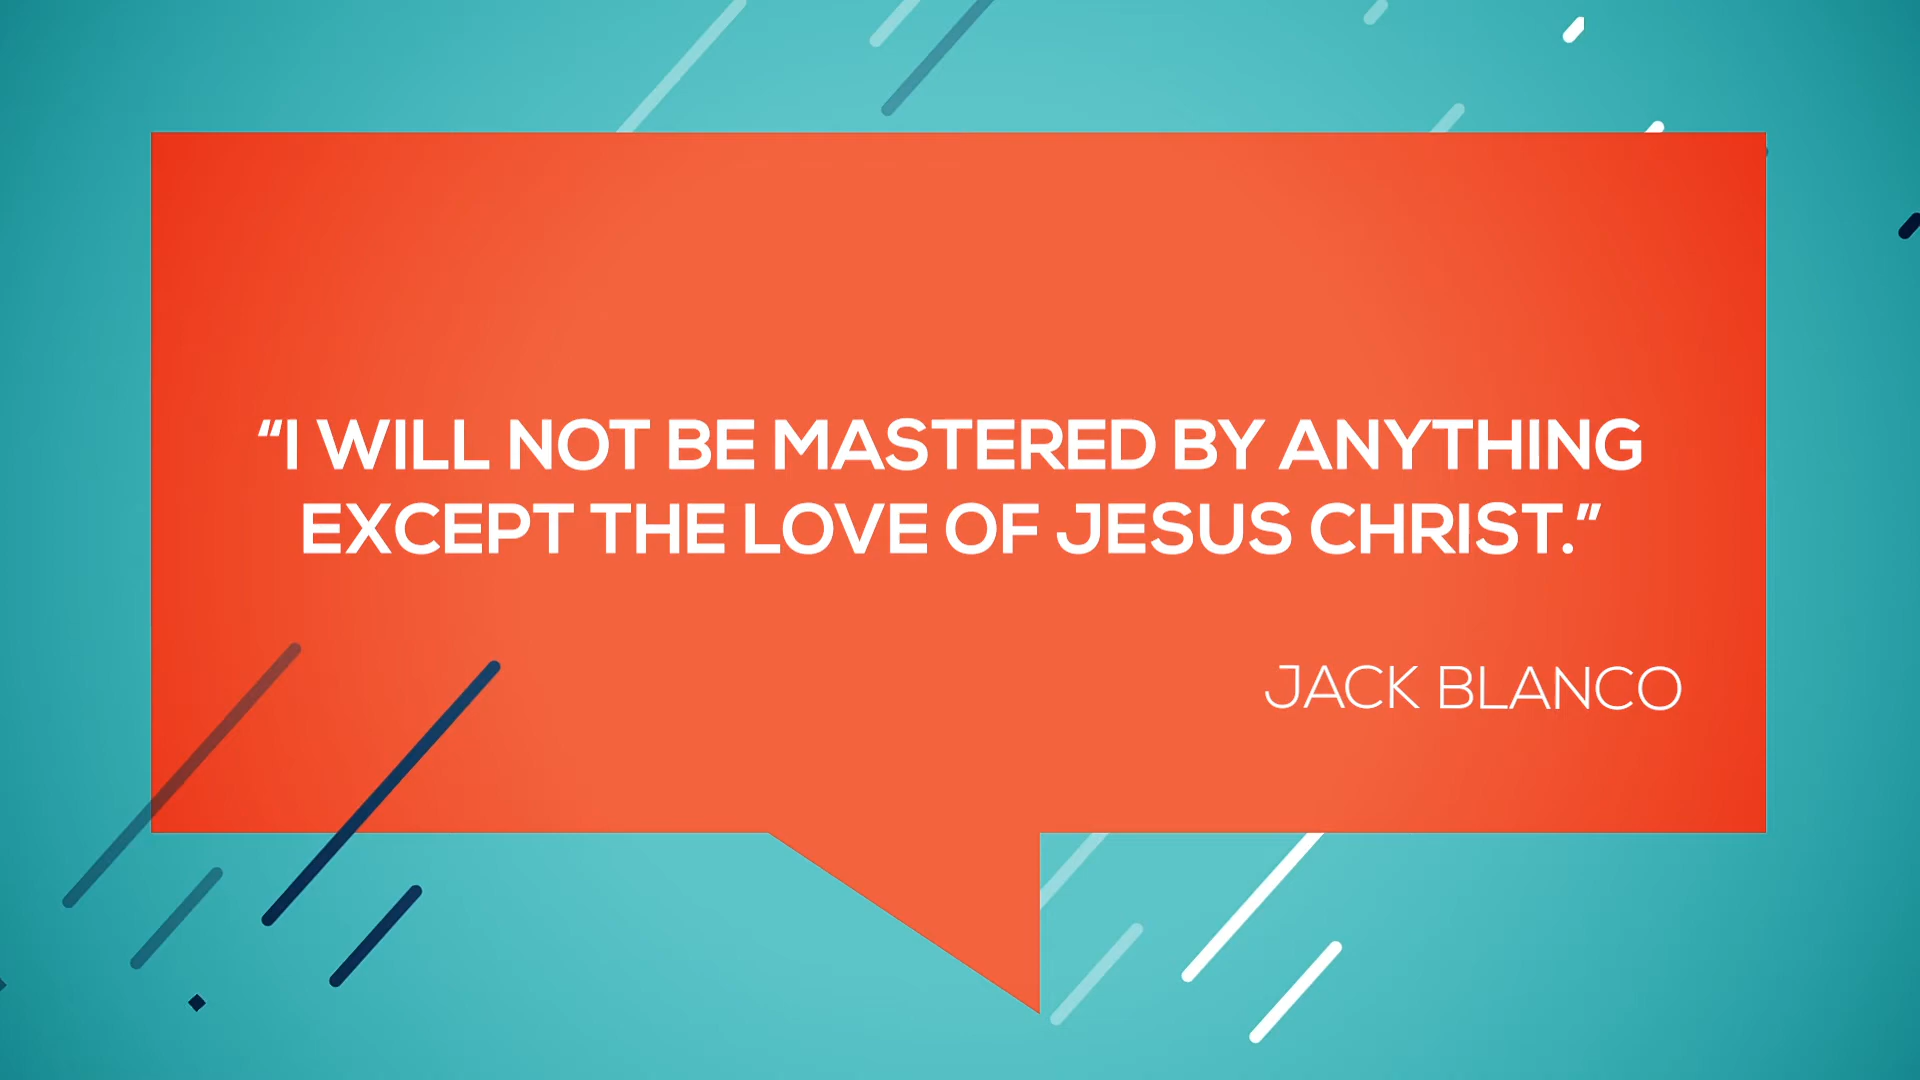 “I WILL NOT BE MASTERED BY ANYTHING
EXCEPT THE LOVE OF JESUS CHRIST.”
JACK BLANCO